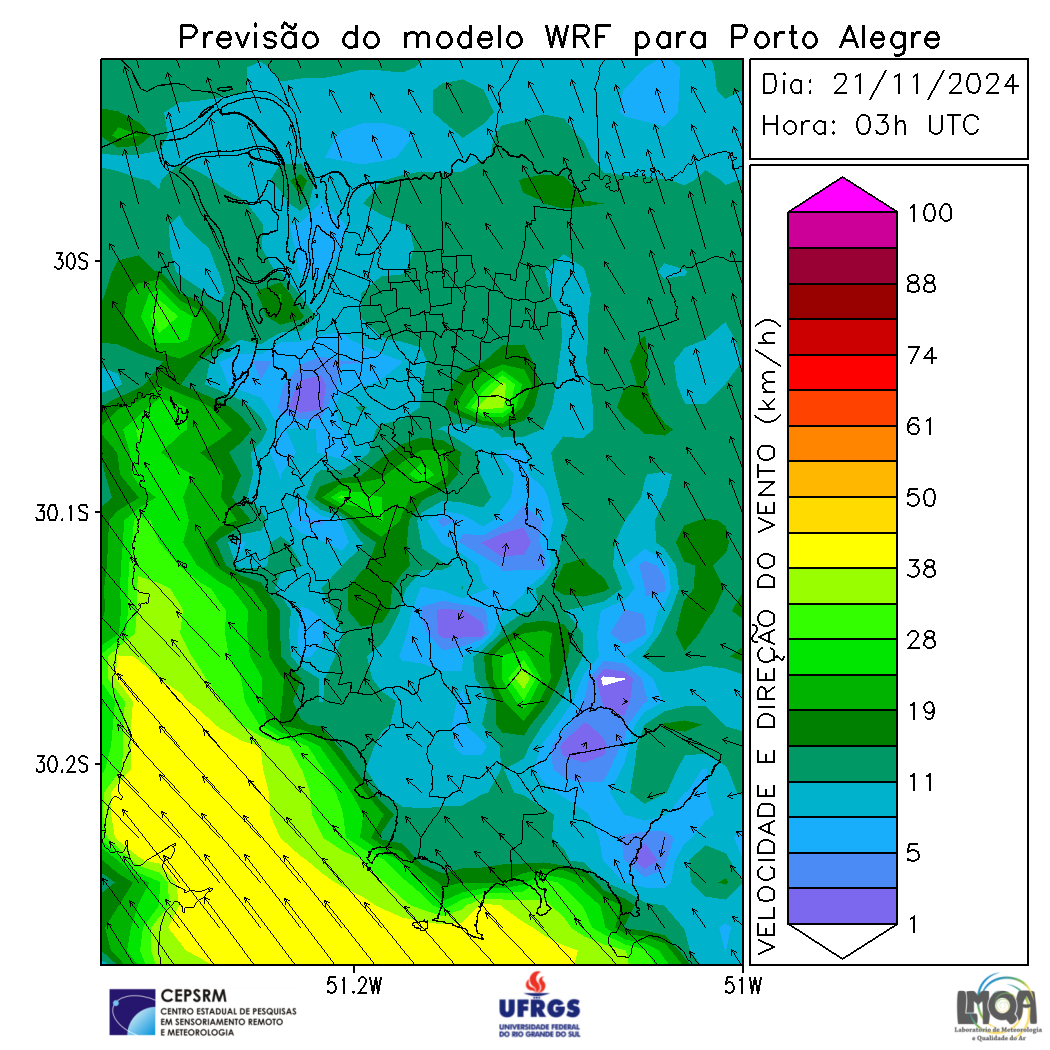 Previsão do modelo WRF para Porto Alegre
Dia: 21/11/2024
Hora: 03h UTC
30S
30.1S
30.2S
51.2W
51W
VELOCIDADE E DIREÇÃO DO VENTO (km/h)
100
88
74
61
50
38
28
19
11
5
1
CEPSRM
CENTRO ESTADUAL DE PESQUISAS
EM SENSORIAMENTO REMOTO
E METEOROLOGIA
UFRGS
UNIVERSIDADE FEDERAL
DO RIO GRANDE DO SUL
LMQA
Laboratório de Meteorologia
e Qualidade do Ar